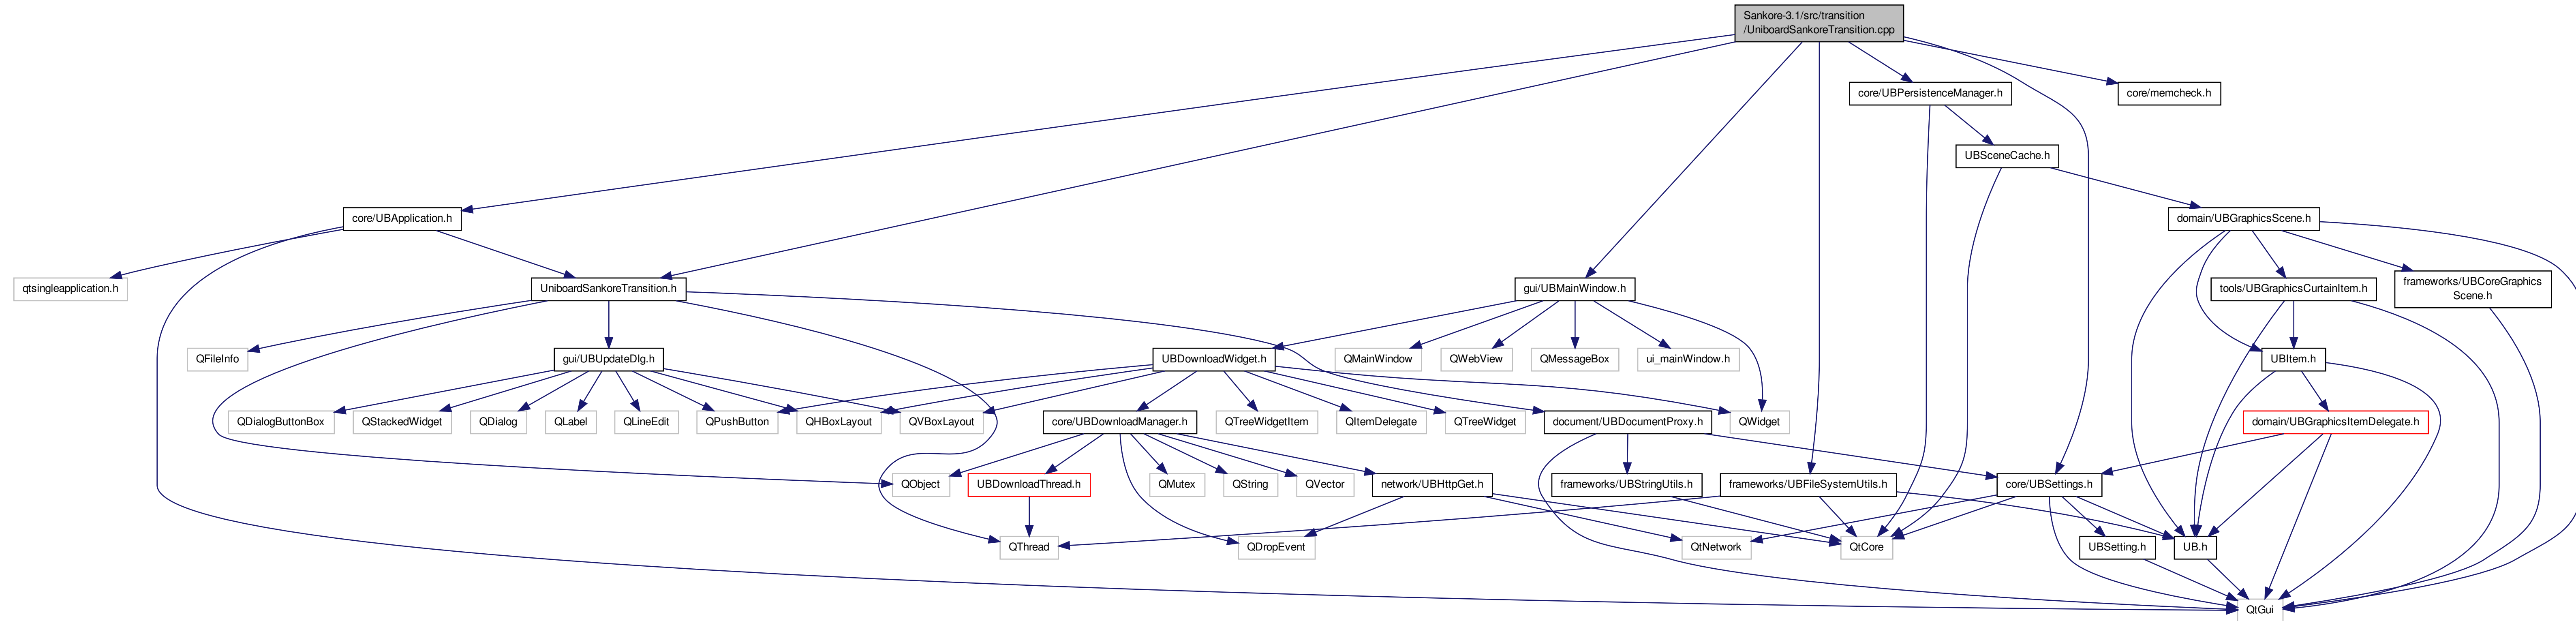 Sankore-3.1/src/transition
/UniboardSankoreTransition.cpp
core/UBPersistenceManager.h
core/memcheck.h
UBSceneCache.h
core/UBApplication.h
domain/UBGraphicsScene.h
qtsingleapplication.h
UniboardSankoreTransition.h
gui/UBMainWindow.h
tools/UBGraphicsCurtainItem.h
frameworks/UBCoreGraphics
Scene.h
QFileInfo
gui/UBUpdateDlg.h
UBDownloadWidget.h
QMainWindow
QWebView
QMessageBox
ui_mainWindow.h
UBItem.h
QDialogButtonBox
QStackedWidget
QDialog
QLabel
QLineEdit
QPushButton
QHBoxLayout
QVBoxLayout
core/UBDownloadManager.h
QTreeWidgetItem
QItemDelegate
QTreeWidget
document/UBDocumentProxy.h
QWidget
domain/UBGraphicsItemDelegate.h
QObject
UBDownloadThread.h
QMutex
QString
QVector
network/UBHttpGet.h
frameworks/UBStringUtils.h
frameworks/UBFileSystemUtils.h
core/UBSettings.h
QThread
QDropEvent
QtNetwork
QtCore
UBSetting.h
UB.h
QtGui